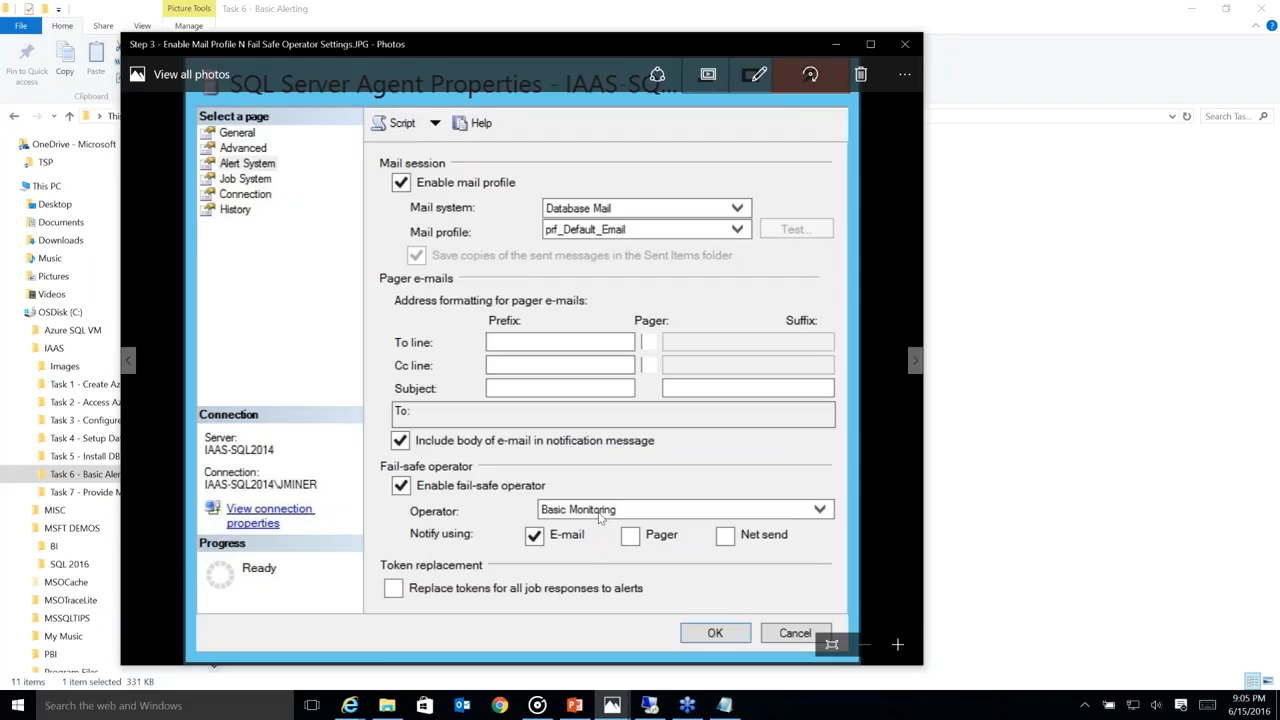 Picture Tools
Task 6 - Basic Alerting
File
Home
Share
View
Manage
Pin to Quick access
Copy
Paste
Clipboard
Step 3 - Enable Mail Profile N Fail Safe Operator Settings.JPG - Photos
View all photos
SQL Server Agent Properties - IAAS-SQ...
This
Search Tas...
OneDrive - Microsoft
TSP
This PC
Desktop
Documents
Downloads
Music
Pictures
Videos
OSDisk (C:)
Azure SQL VM
IAAS
Images
Task 1 - Create Az
Task 2 - Access Az
Task 3 - Configure
Task 4 - Setup Dat
Task 5 - Install DB
Task 6 - Basic Aler
Task 7 - Provide M
MISC
MSFT DEMOS
BI
SQL 2016
MSOCache
MSOTraceLite
MSSQLTIPS
My Music
PBI
Program Files
Select a page
General
Advanced
Alert System
Job System
Connection
History
Connection
Server:
IAAS-SQL2014
Connection:
IAAS-SQL2014\JMINER
View connection
properties
Progress
Ready
Script
Help
Mail session
Enable mail profile
Mail system:
Database Mail
Mail profile:
prf_Default_Email
Test...
Save copies of the sent messages in the Sent Items folder
Pager e-mails
Address formatting for pager e-mails:
Prefix:
Pager:
Suffix:
To line:
Cc line:
Subject:
To:
Include body of e-mail in notification message
Fail-safe operator
Enable fail-safe operator
Operator:
Basic Monitoring
Notify using:
E-mail
Pager
Net send
Token replacement
Replace tokens for all job responses to alerts
OK
Cancel
11 items
1 item selected 331 KB
Search the web and Windows
9:05 PM
6/15/2016